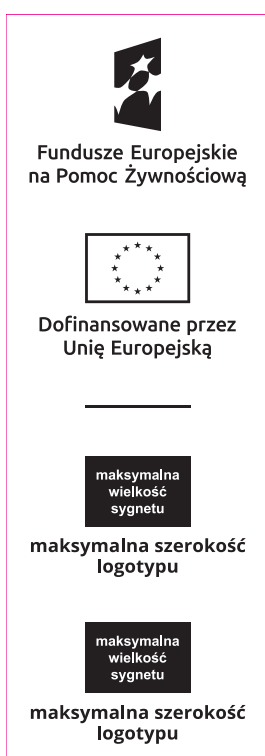 Fundusze Europejskie
na Pomoc Żywnościową
Dofinansowane przez
Unię Europejską
maksymalna
wielkość
sygnetu
maksymalna szerokość
logotypu
maksymalna
wielkość
sygnetu
maksymalna szerokość
logotypu